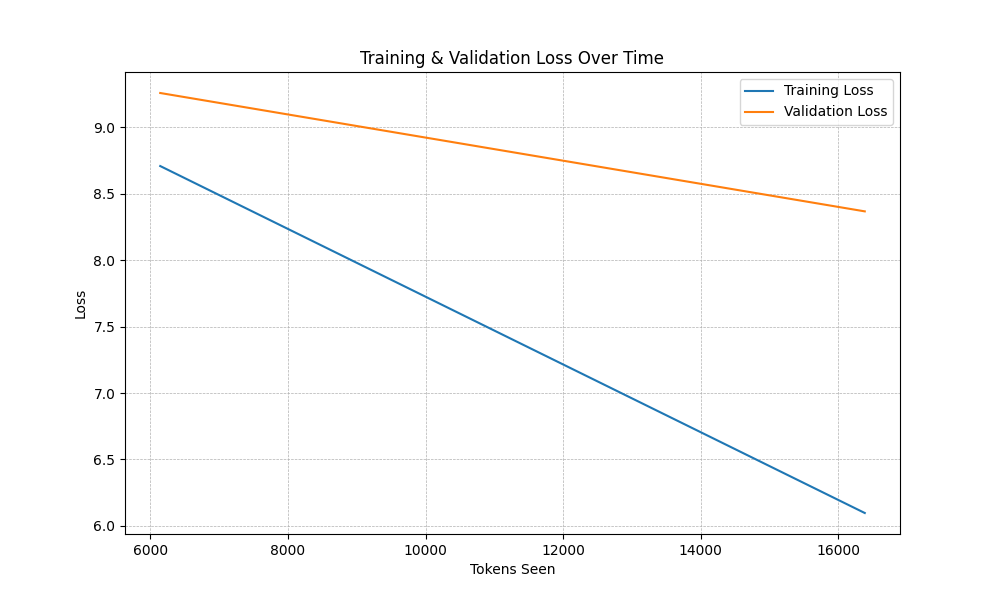 Training & Validation Loss Over Time
Training Loss
Validation Loss
9.0
8.5
8.0
7.5
7.0
6.5
6.0
Loss
6000 8000 10000 12000 14000 16000
Tokens Seen